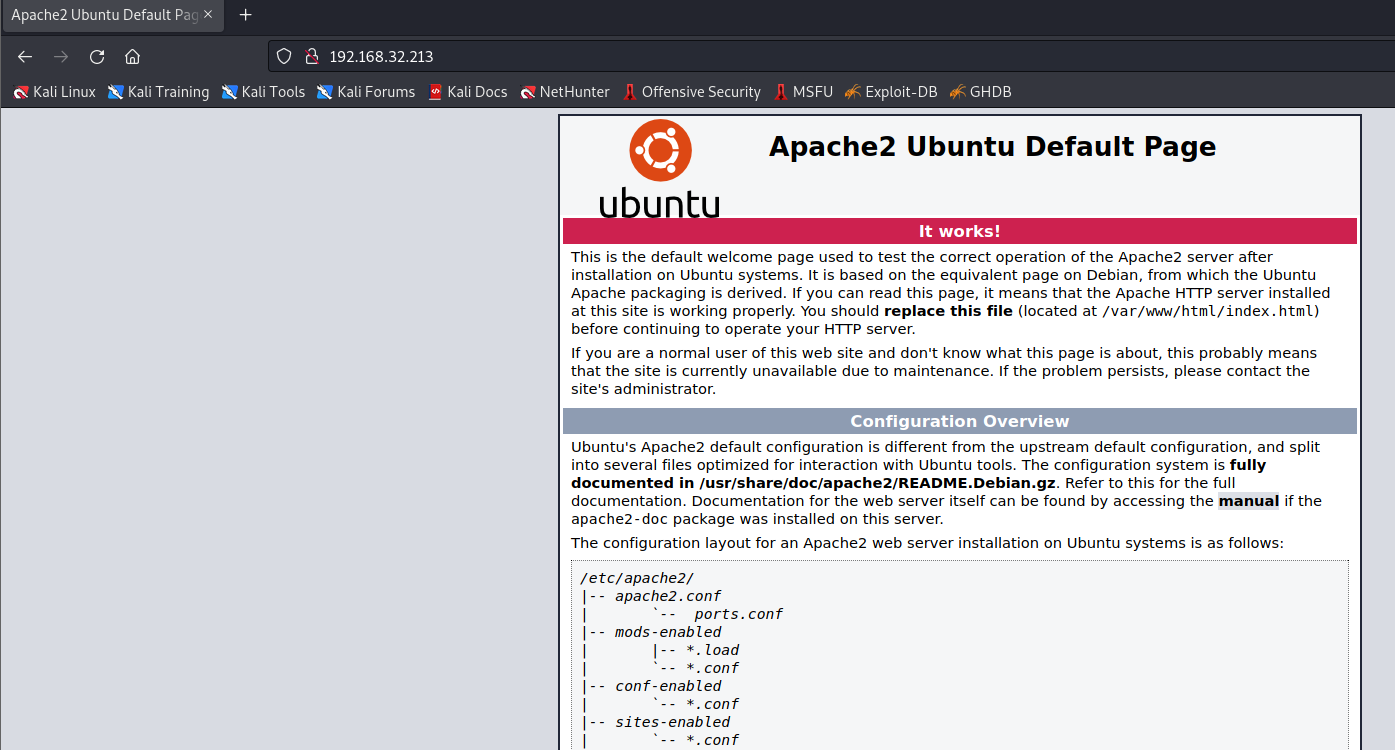 Apache2 Ubuntu Default Pag
192.168.32.213
Kali Linux Kali Training Kali Tools Kali Forums Kali Docs NetHunter Offensive Security MSFU Exploit-DB GHDB
ubuntu
Apache2 Ubuntu Default Page
It works!
This is the default welcome page used to test the correct operation of the Apache2 server after
installation on Ubuntu systems. It is based on the equivalent page on Debian, from which the Ubuntu
Apache packaging is derived. If you can read this page, it means that the Apache HTTP server installed
at this site is working properly. You should replace this file (located at /var/www/html/index.html)
before continuing to operate your HTTP server.
If you are a normal user of this web site and don't know what this page is about, this probably means
that the site is currently unavailable due to maintenance. If the problem persists, please contact the
site's administrator.
Configuration Overview
Ubuntu's Apache2 default configuration is different from the upstream default configuration, and split
into several files optimized for interaction with Ubuntu tools. The configuration system is fully
documented in /usr/share/doc/apache2/README.Debian.gz. Refer to this for the full
documentation. Documentation for the web server itself can be found by accessing the manual if the
apache2-doc package was installed on this server.
The configuration layout for an Apache2 web server installation on Ubuntu systems is as follows:
/etc/apache2/
|-- apache2.conf
|       `--  ports.conf
|-- mods-enabled
|       |-- *.load
|       `-- *.conf
|-- conf-enabled
|       `-- *.conf
|-- sites-enabled
|       `-- *.conf